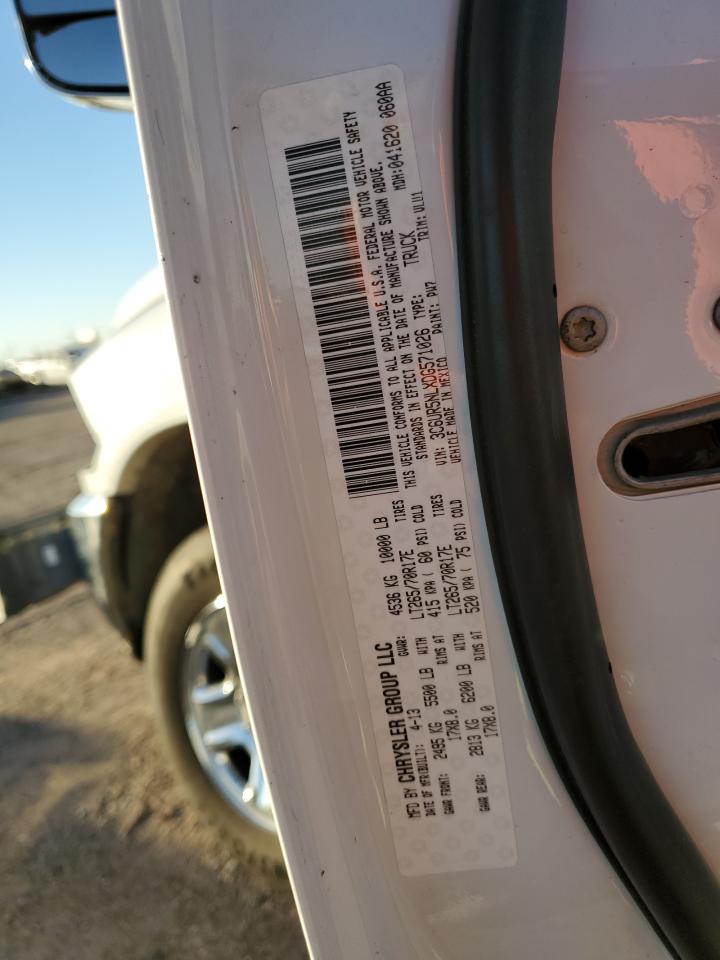 MFD BY CHRYSLER GROUP LLC
DATE OF MFR(BUILT): 4-13 GVWR: 4536 KG 10000 LB
GAWR FRONT: 2495 KG 5500 LB WITH LT265/70R17E TIRES
17X8.0 RIMS AT 415 KPA ( 60 PSI) COLD
GAWR REAR: 2813 KG 6200 LB WITH LT265/70R17E TIRES
17X8.0 RIMS AT 520 KPA ( 75 PSI) COLD
THIS VEHICLE CONFORMS TO ALL APPLICABLE U.S.A. FEDERAL MOTOR VEHICLE SAFETY
STANDARDS IN EFFECT ON THE DATE OF MANUFACTURE SHOWN ABOVE.
MDH:041620 060AA
VIN: 3C6UR5NLXDG571026 TYPE: TRUCK
VEHICLE MADE IN MEXICO PAINT: PW7 TRIM: VLU1